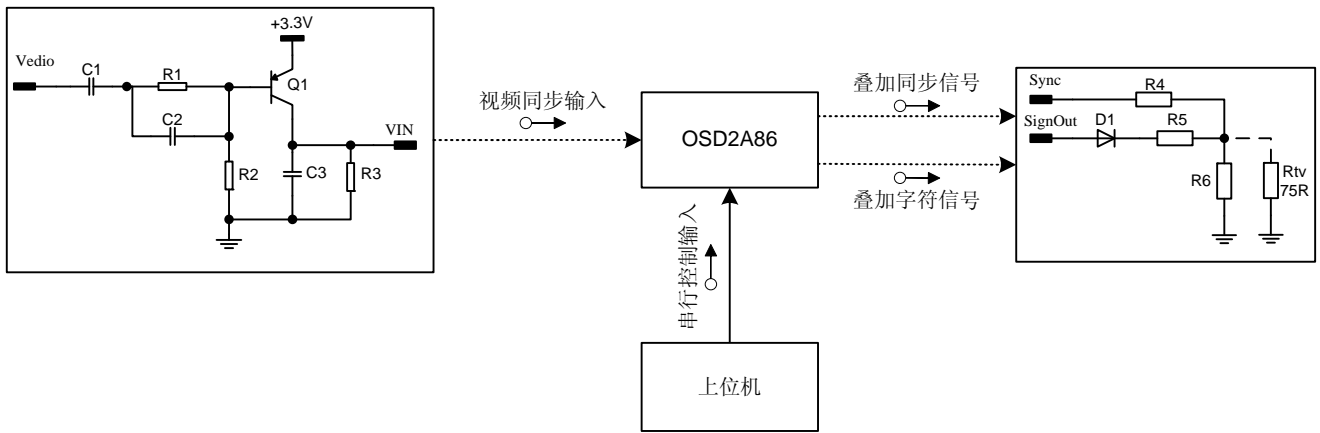 +3.3V
Vedio
C1
R1
Q1
C2
VIN
R2
C3
R3
视频同步输入
OSD2A86
叠加同步信号
叠加字符信号
串行控制输入
上位机
Sync
R4
SignOut
D1
R5
R6
Rtv
75R